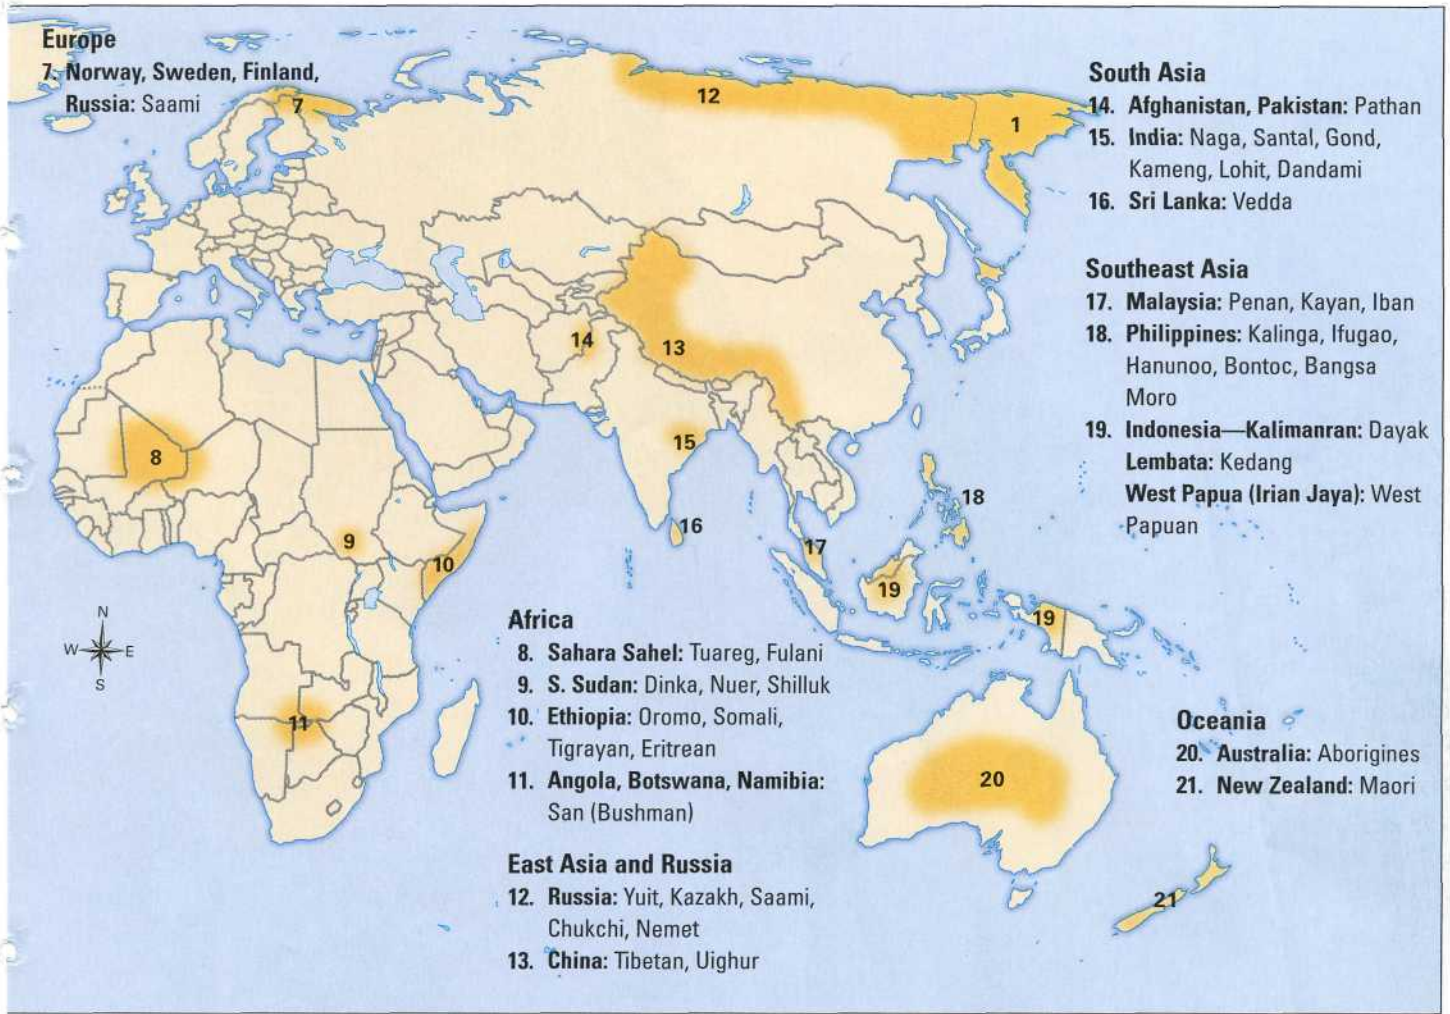 Europe
7. Norway, Sweden, Finland,
Russia: Saami
7
12
1
South Asia
14. Afghanistan, Pakistan: Pathan
15. India: Naga, Santal, Gond,
Kameng, Lohit, Dandami
16. Sri Lanka: Vedda
Southeast Asia
17. Malaysia: Penan, Kayan, Iban
18. Philippines: Kalinga, Ifugao,
Hanunoo, Bontoc, Bangsa
Moro
19. Indonesia—Kalimanran: Dayak
Lembata: Kedang
West Papua (Irian Jaya): West
Papuan
14
13
8
15
18
16
9
17
10
19
19
N
W E
S
Africa
8. Sahara Sahel: Tuareg, Fulani
9. S. Sudan: Dinka, Nuer, Shilluk
10. Ethiopia: Oromo, Somali,
Tigrayan, Eritrean
11. Angola, Botswana, Namibia:
San (Bushman)
11
East Asia and Russia
12. Russia: Yuit, Kazakh, Saami,
Chukchi, Nemet
13. China: Tibetan, Uighur
20
Oceania
20. Australia: Aborigines
21. New Zealand: Maori
21